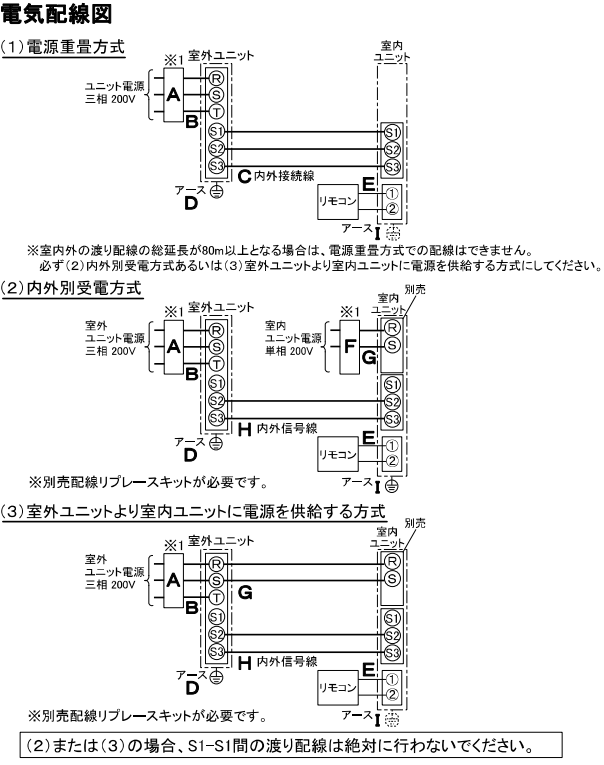 電気配線図
(1)電源重畳方式
※1 室外ユニット
室内
ユニット
ユニット電源
三相 200V
A
R
S
T
B
S1 S1
S2 S2
S3 S3
C 内外接続線
E
アース
D
リモコン
①
②
アース I
※室内外の渡り配線の総延長が80m以上となる場合は、電源重畳方式での配線はできません。
必ず(2)内外別受電方式あるいは(3)室外ユニットより室内ユニットに電源を供給する方式にしてください。
(2)内外別受電方式
※1 室外ユニット
※1
室内
ユニット
別売
室外
ユニット電源
三相 200V
A
R
S
T
B
室内
ユニット電源
単相 200V
F
R
S
G
S1 S1
S2 S2
S3 S3
H 内外信号線
E
アース
D
リモコン
①
②
アース I
※別売配線リプレースキットが必要です。
(3)室外ユニットより室内ユニットに電源を供給する方式
※1 室外ユニット
室内
ユニット
別売
室外
ユニット電源
三相 200V
A
R R
S S
T
B
G
S1 S1
S2 S2
S3 S3
H 内外信号線
E
アース
D
リモコン
①
②
アース I
※別売配線リプレースキットが必要です。
(2)または(3)の場合、S1-S1間の渡り配線は絶対に行わないでください。